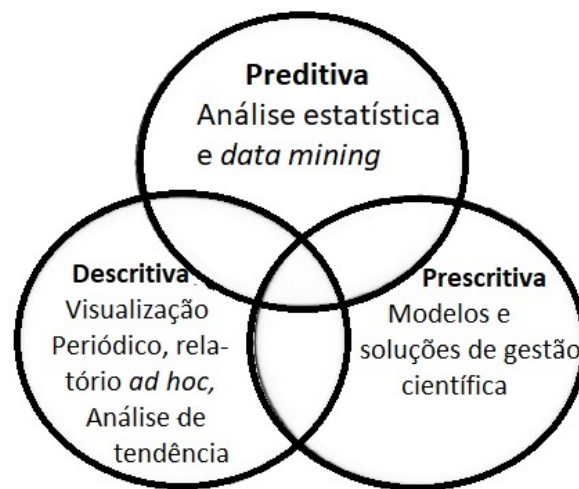 Preditiva
Análise estatística
e data mining
Descritiva
Visualização
Periódico, rela-
tório ad hoc,
Análise de
tendência
Prescritiva
Modelos e
soluções de gestão
científica